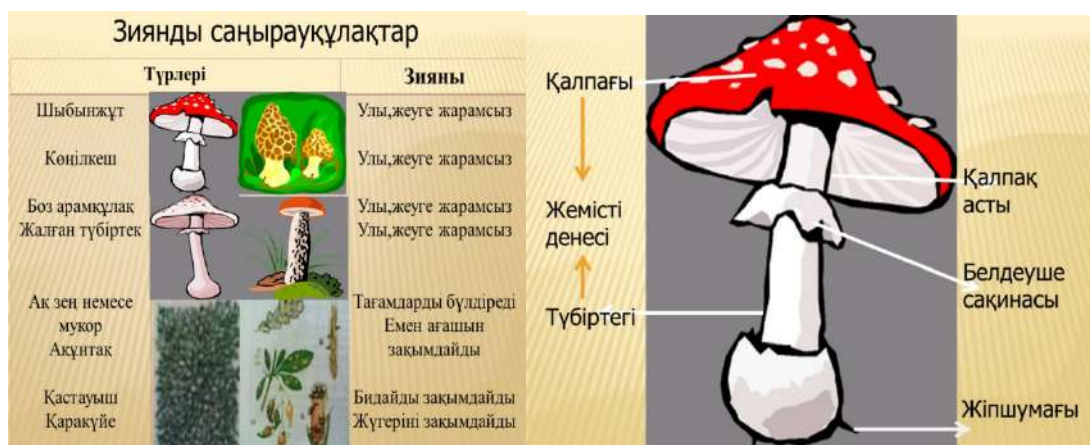 Зиянды саңырауқұлақтар
Түрлері Зияны
Шыбынжұт Улы,жеуге жарамсыз
Көңілкеш Улы,жеуге жарамсыз
Боз арамқұлақ Улы,жеуге жарамсыз
Жалған түбіртек Улы,жеуге жарамсыз
Ақ зең немесе Тағамдарды бүлдіреді
мукор Емен ағашын
Ақұнтақ зақымдайды
Қастауыш Бидайды зақымдайды
Қаракүйе Жүгеріні зақымдайды
Қалпағы
Қалпақ
асты
Жемісті
денесі
Белдеуше
сақинасы
Түбіртегі
Жіпшумағы